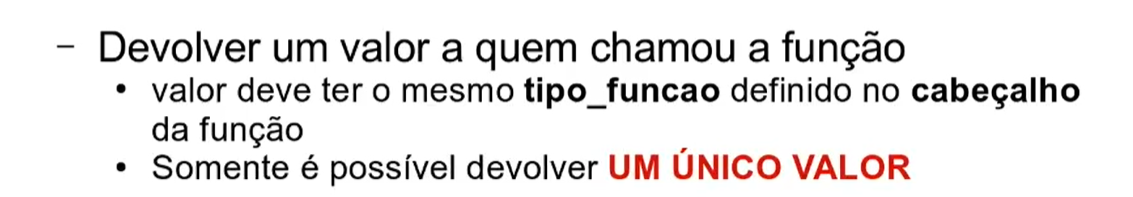 – Devolver um valor a quem chamou a função
• valor deve ter o mesmo tipo_funcao definido no cabeçalho
da função
• Somente é possível devolver UM ÚNICO VALOR